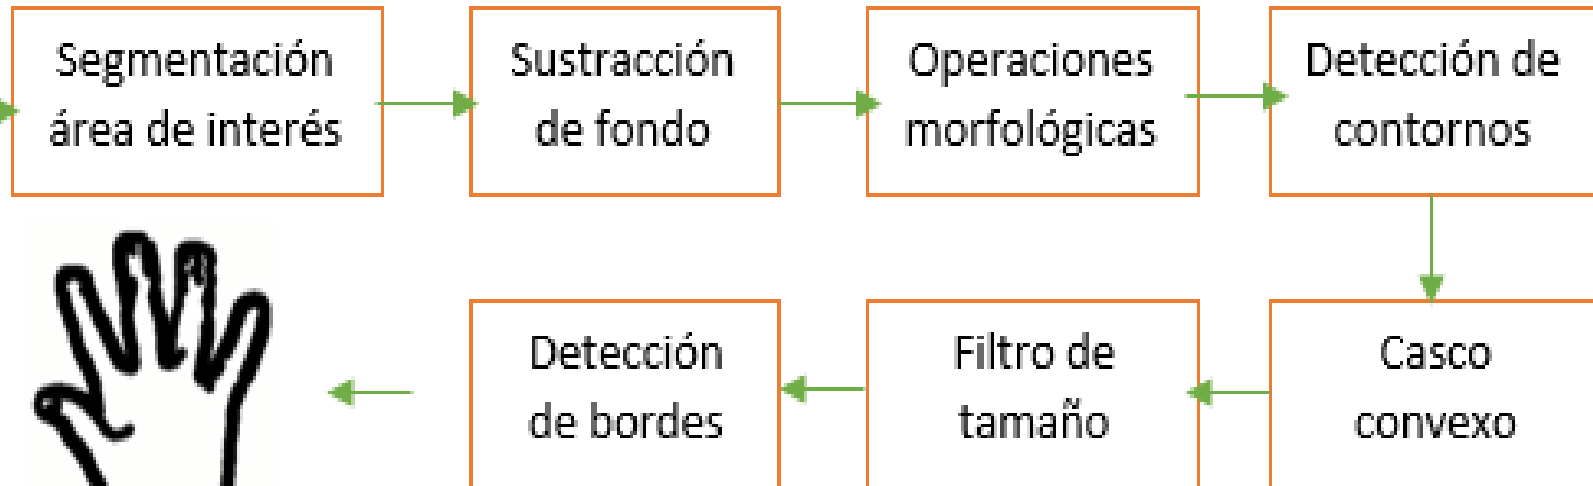 Segmentación
área de interés
Sustracción
de fondo
Operaciones
morfológicas
Detección de
contornos
Casco
convexo
Filtro de
tamaño
Detección
de bordes